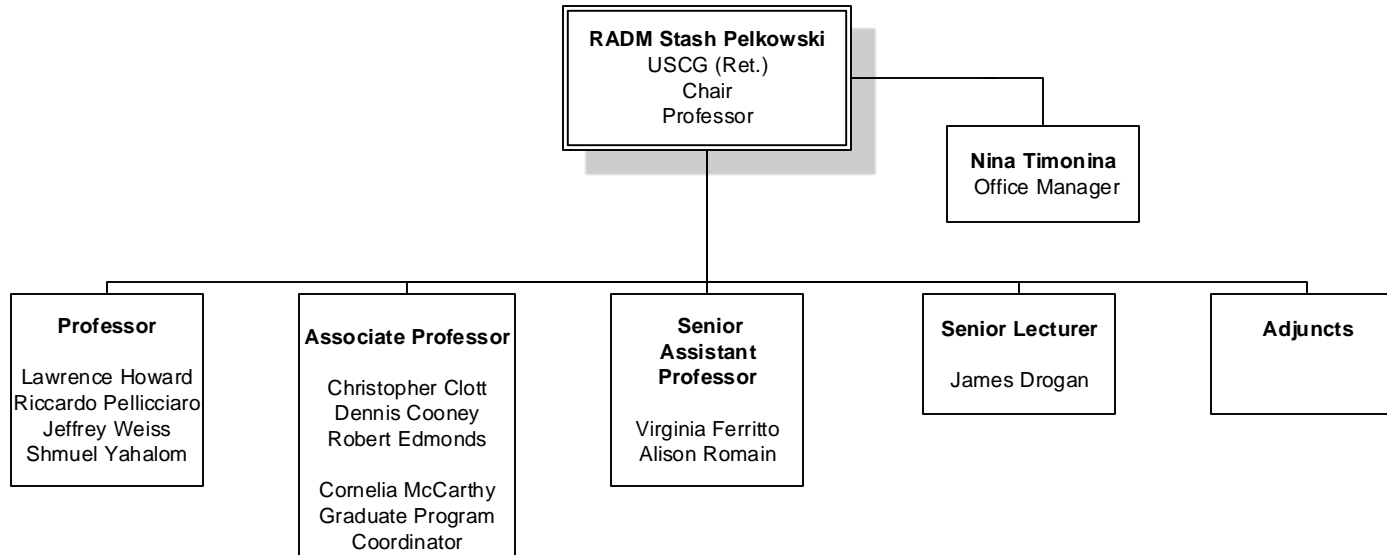 RADM Stash Pelkowski
USCG (Ret.)
Chair
Professor
Nina Timonina
Office Manager
Professor
Lawrence Howard
Riccardo Pellicciaro
Jeffrey Weiss
Shmuel Yahalom
Associate Professor
Christopher Clott
Dennis Cooney
Robert Edmonds
Cornelia McCarthy
Graduate Program
Coordinator
Senior
Assistant
Professor
Virginia Ferritto
Alison Romain
Senior Lecturer
James Drogan
Adjuncts